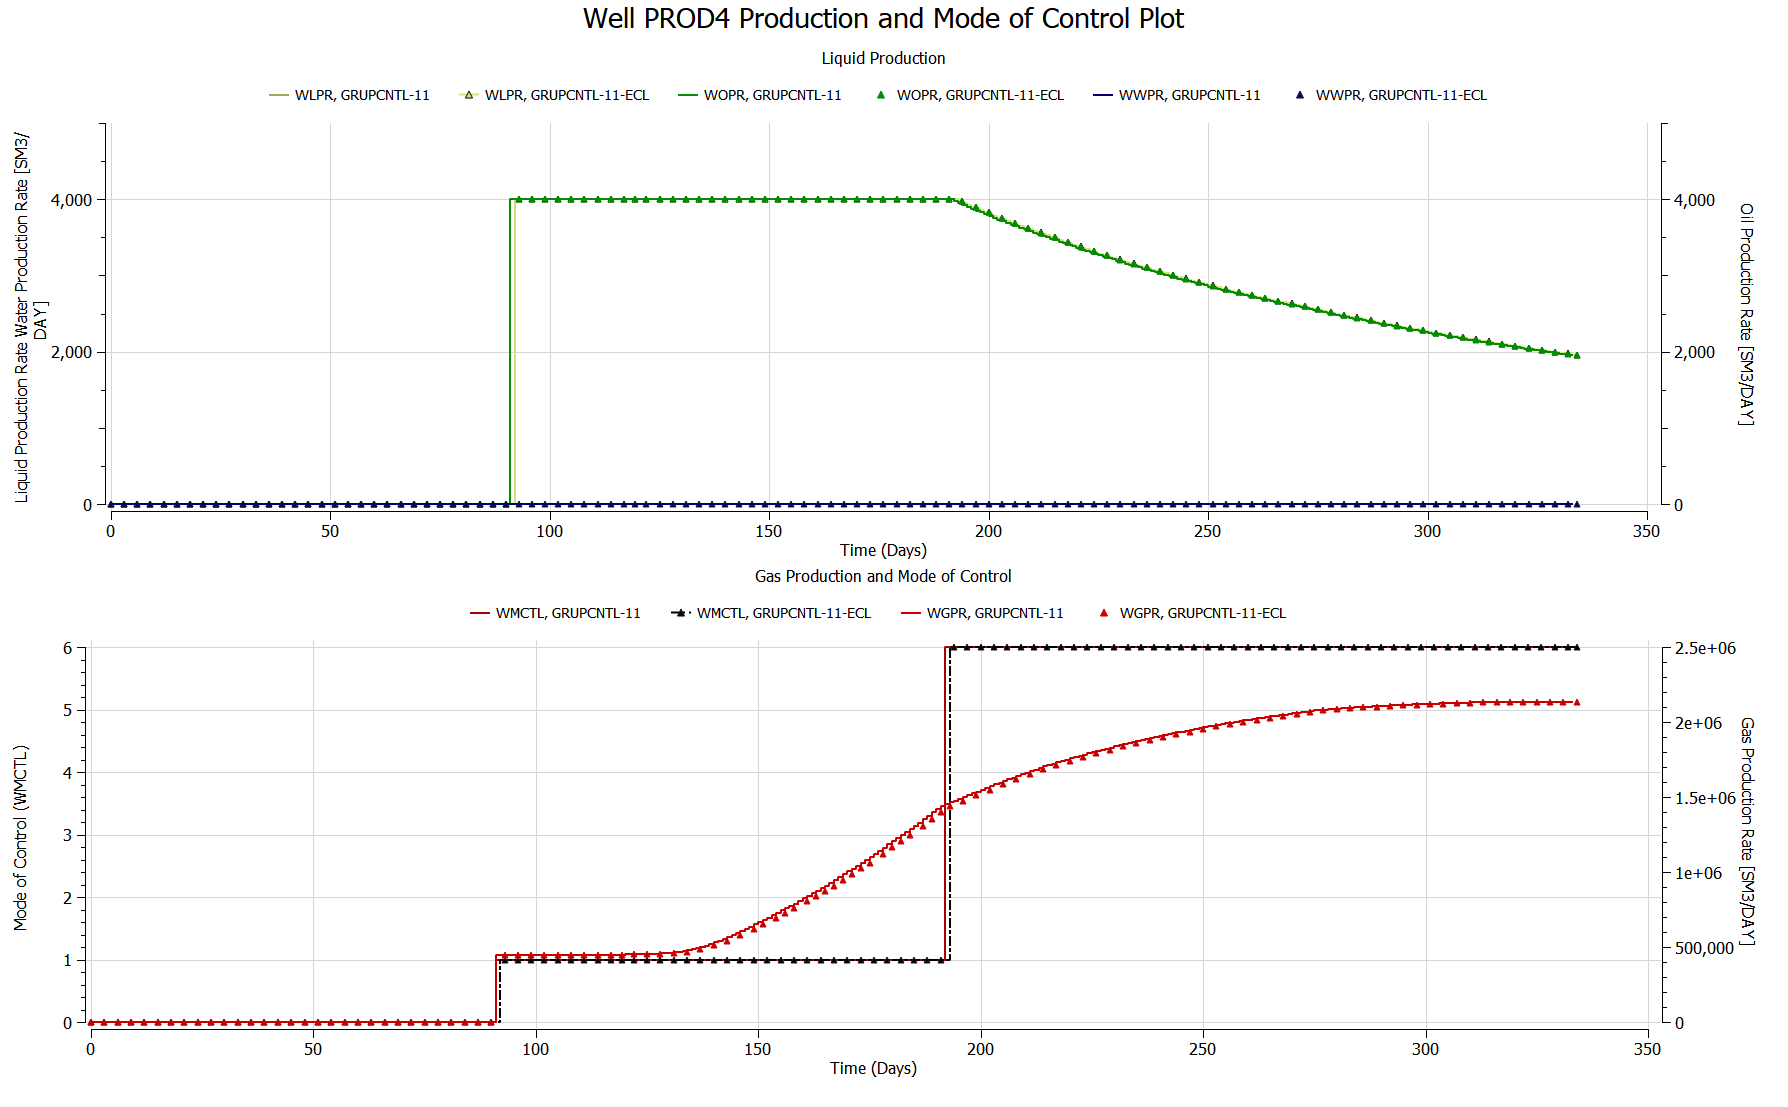 Well PROD4 Production and Mode of Control Plot
Liquid Production
WLPR, GRUPCNTL-11
WLPR, GRUPCNTL-11-ECL
WOPR, GRUPCNTL-11
WOPR, GRUPCNTL-11-ECL
WWPR, GRUPCNTL-11
WWPR, GRUPCNTL-11-ECL
Liquid Production Rate Water Production Rate [SM3/
DAY]
4,000
2,000
0
4,000
2,000
0
Oil Production Rate [SM3/DAY]
0
50
100
150
200
250
300
350
Time (Days)
Gas Production and Mode of Control
WMCTL, GRUPCNTL-11
WMCTL, GRUPCNTL-11-ECL
WGPR, GRUPCNTL-11
WGPR, GRUPCNTL-11-ECL
Mode of Control (WMCTL)
6
5
4
3
2
1
0
2.5e+06
2e+06
1.5e+06
1e+06
500,000
0
Gas Production Rate [SM3/DAY]
0
50
100
150
200
250
300
350
Time (Days)